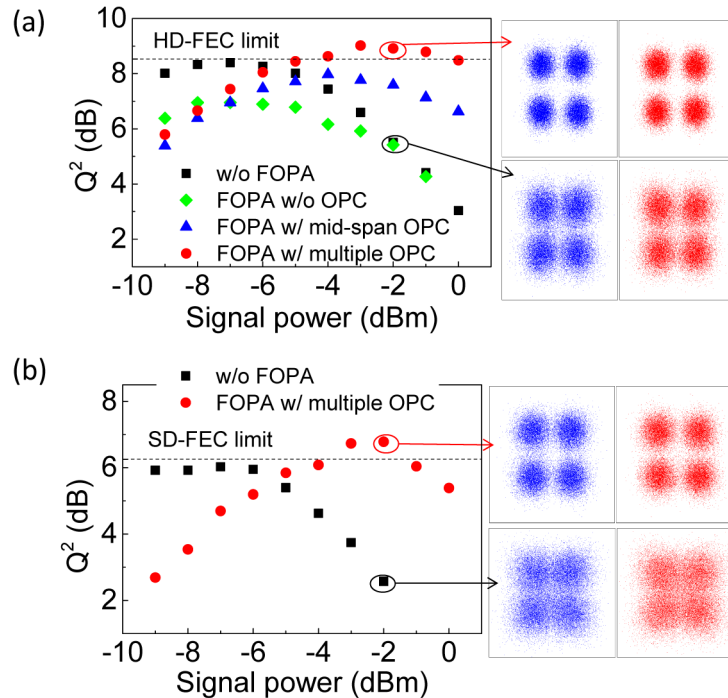 (a)
HD-FEC limit
10
8
6
4
2
Q² (dB)
w/o FOPA
FOPA w/o OPC
FOPA w/ mid-span OPC
FOPA w/ multiple OPC
-10 -8 -6 -4 -2 0
Signal power (dBm)
(b)
w/o FOPA
FOPA w/ multiple OPC
SD-FEC limit
8
6
4
2
Q² (dB)
-10 -8 -6 -4 -2 0
Signal power (dBm)